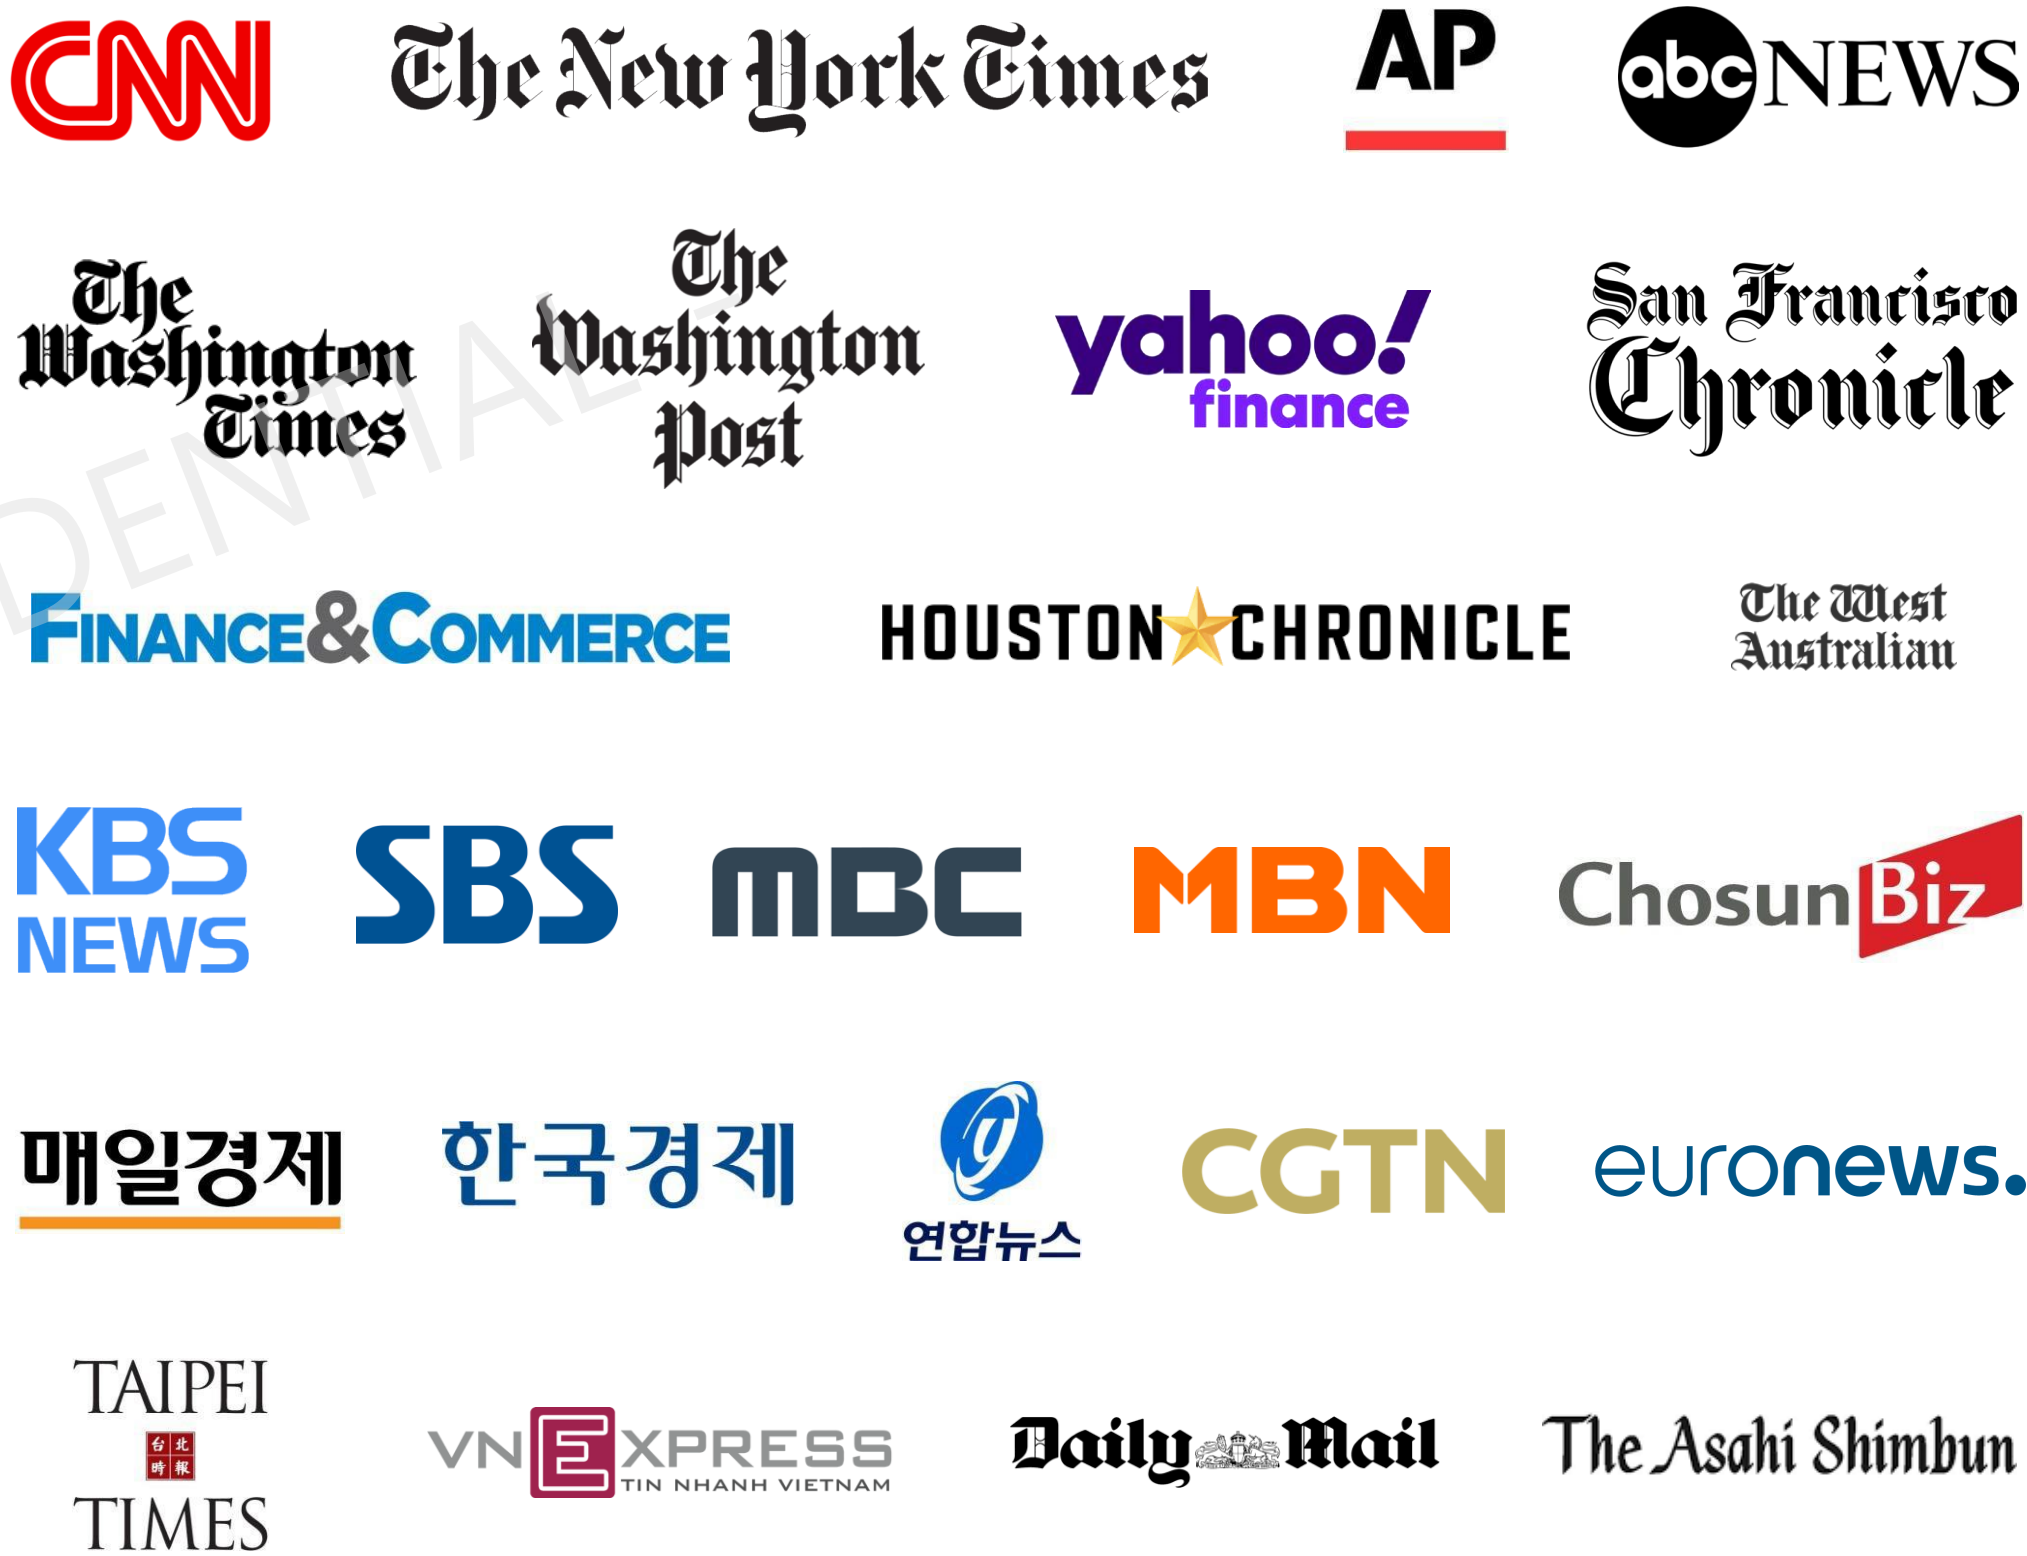 CNN
The New York Times
AP
abc NEWS
The
Washington
Times
The
Washington
Post
yahoo!
finance
San Francisco
Chronicle
DENTIAL -
FINANCE&COMMERCE
HOUSTON CHRONICLE
The West
Australian
KBS
NEWS
SBS
MBC
MBN
ChosunBiz
매일경제
한국경제
y
연합뉴스
CGTN
euronews.
TAIPEI
台北
時報
TIMES
VNEXPRESS
TIN NHANH VIETNAM
Daily Mail
The Asahi Shimbun